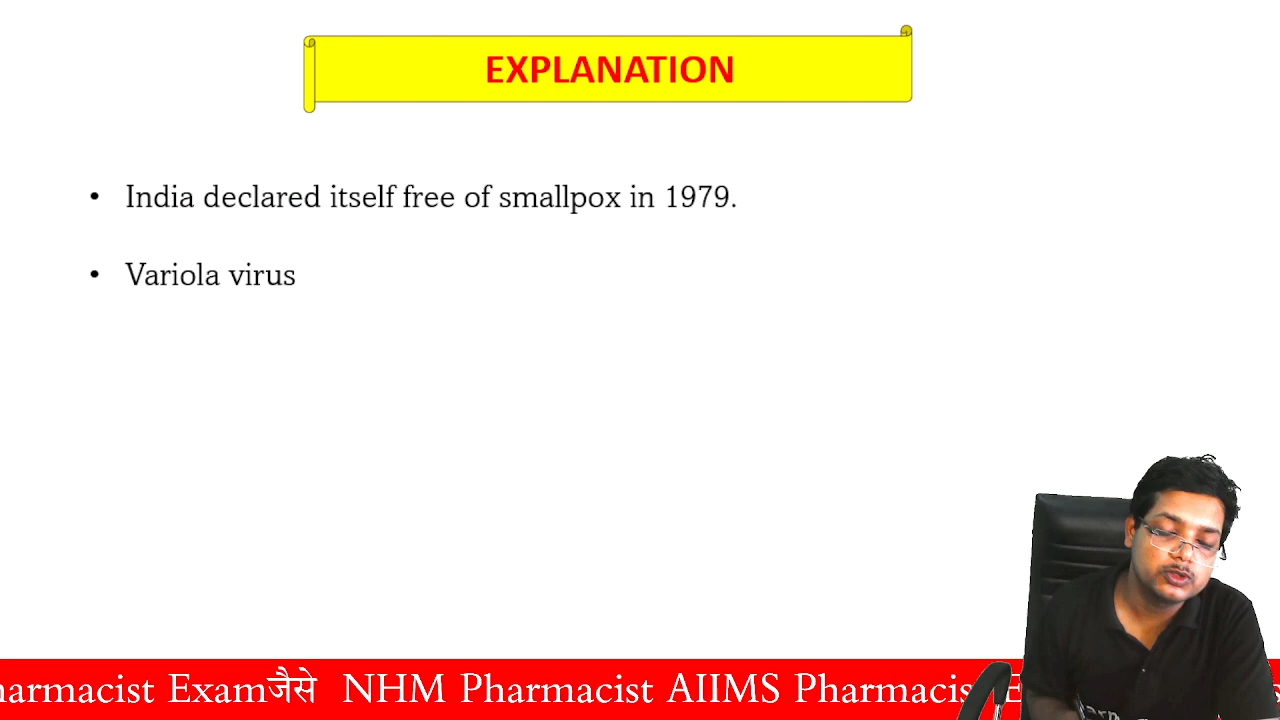 EXPLANATION
• India declared itself free of smallpox in 1979.
• Variola virus
harmacist Examजैसे NHM Pharmacist AIIMS Pharmacis